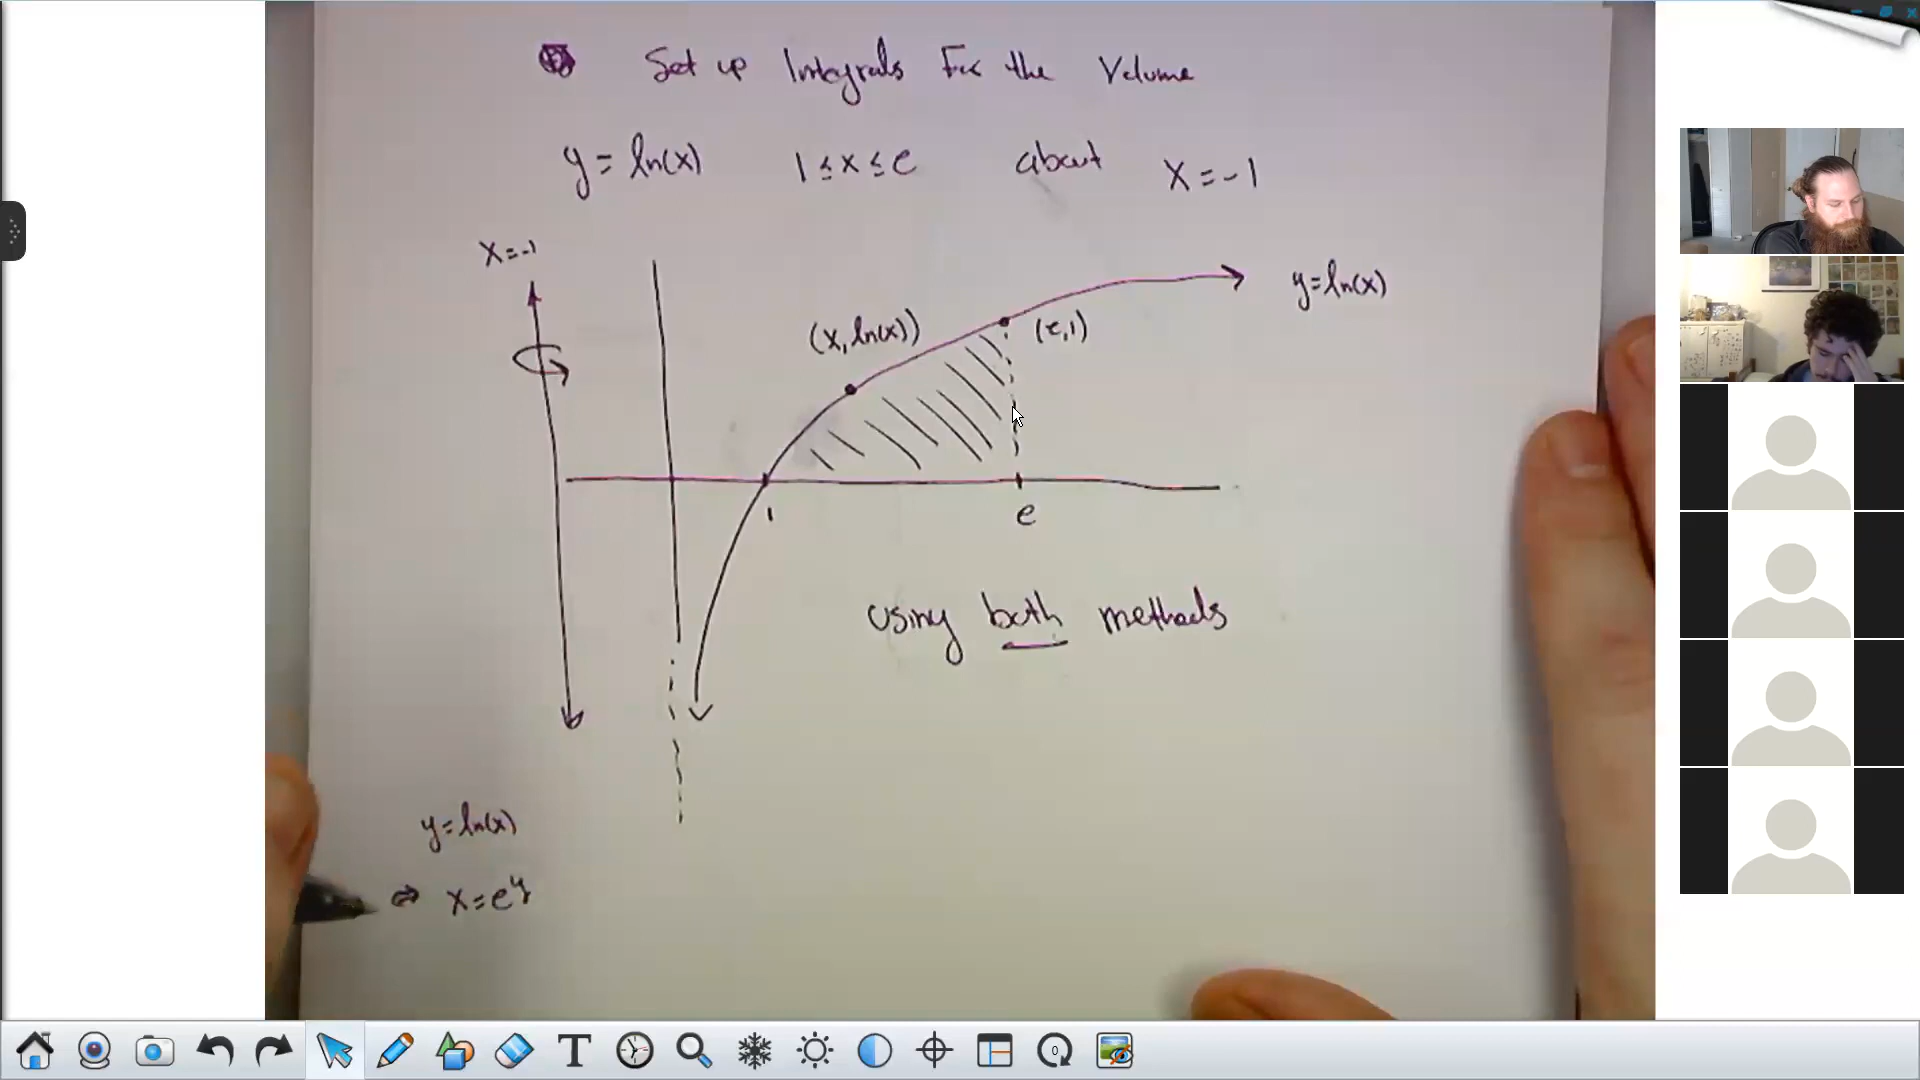 Set up Integrals For the Volume
y = ln(x) 1 ≤ x ≤ e about x = -1
x = -1
y = ln(x)
(x, ln(x))
(e, 1)
1 e
using both methods
y = ln(x)
⇔ x = e^y
T
0